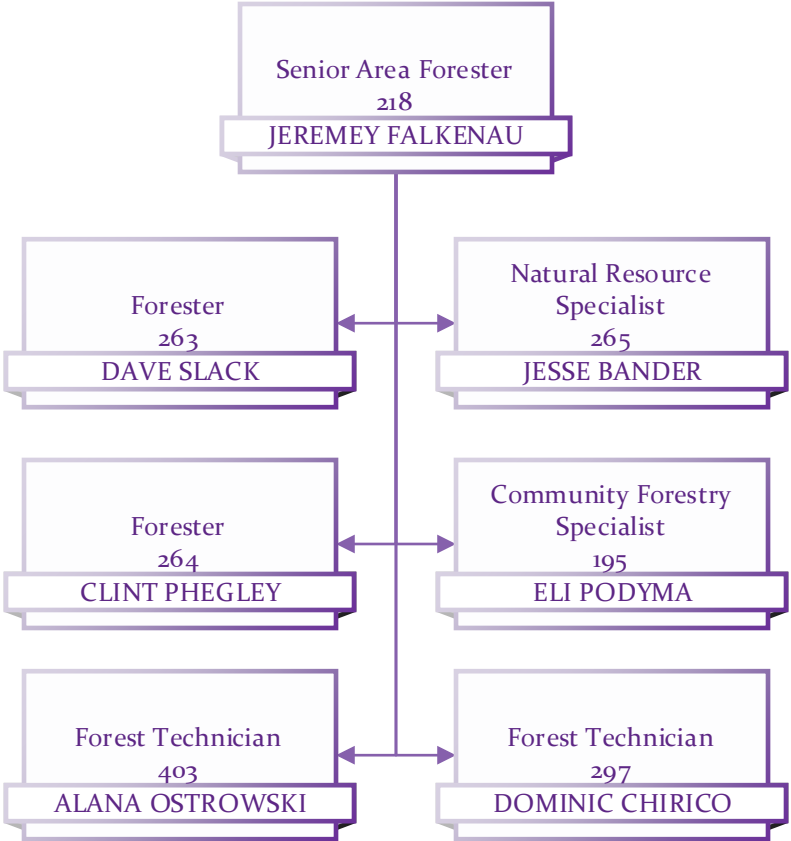 Senior Area Forester
218
JEREMEY FALKENAU
Forester
263
DAVE SLACK
Natural Resource
Specialist
265
JESSE BANDER
Forester
264
CLINT PHEGLEY
Community Forestry
Specialist
195
ELI PODYMA
Forest Technician
403
ALANA OSTROWSKI
Forest Technician
297
DOMINIC CHIRICO